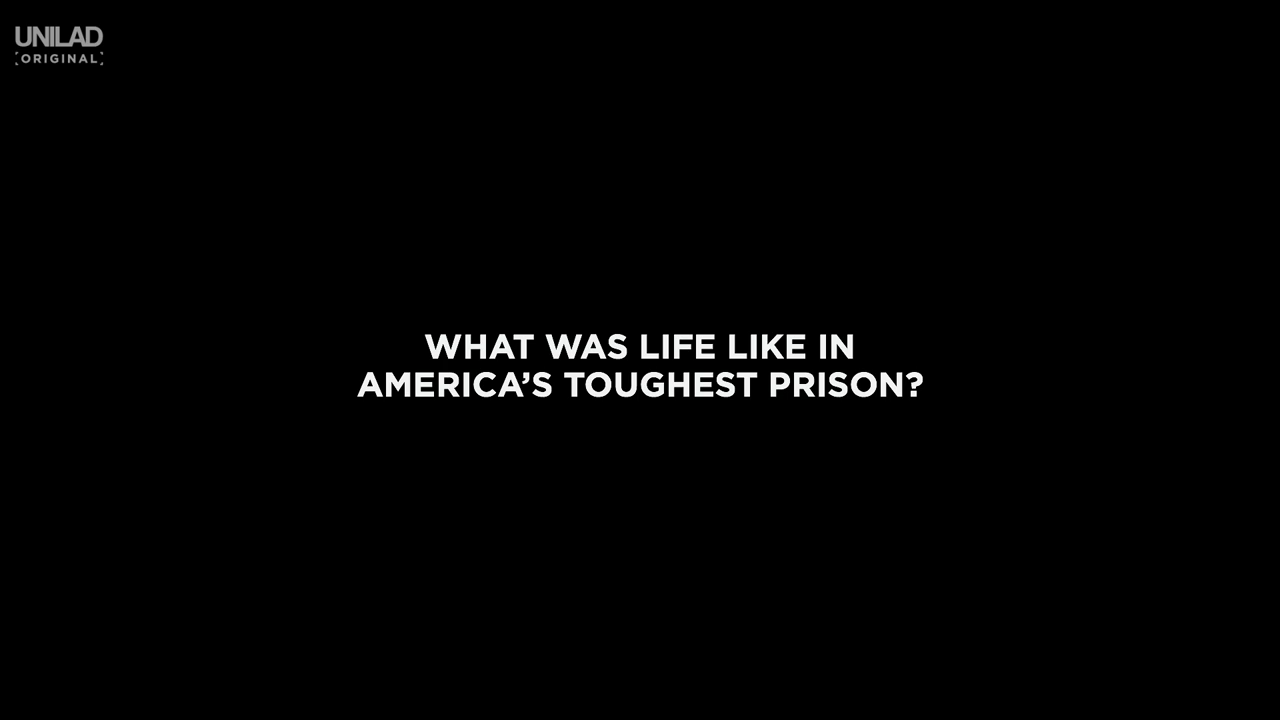 UNILAD
[ORIGINAL]
WHAT WAS LIFE LIKE IN
AMERICA'S TOUGHEST PRISON?